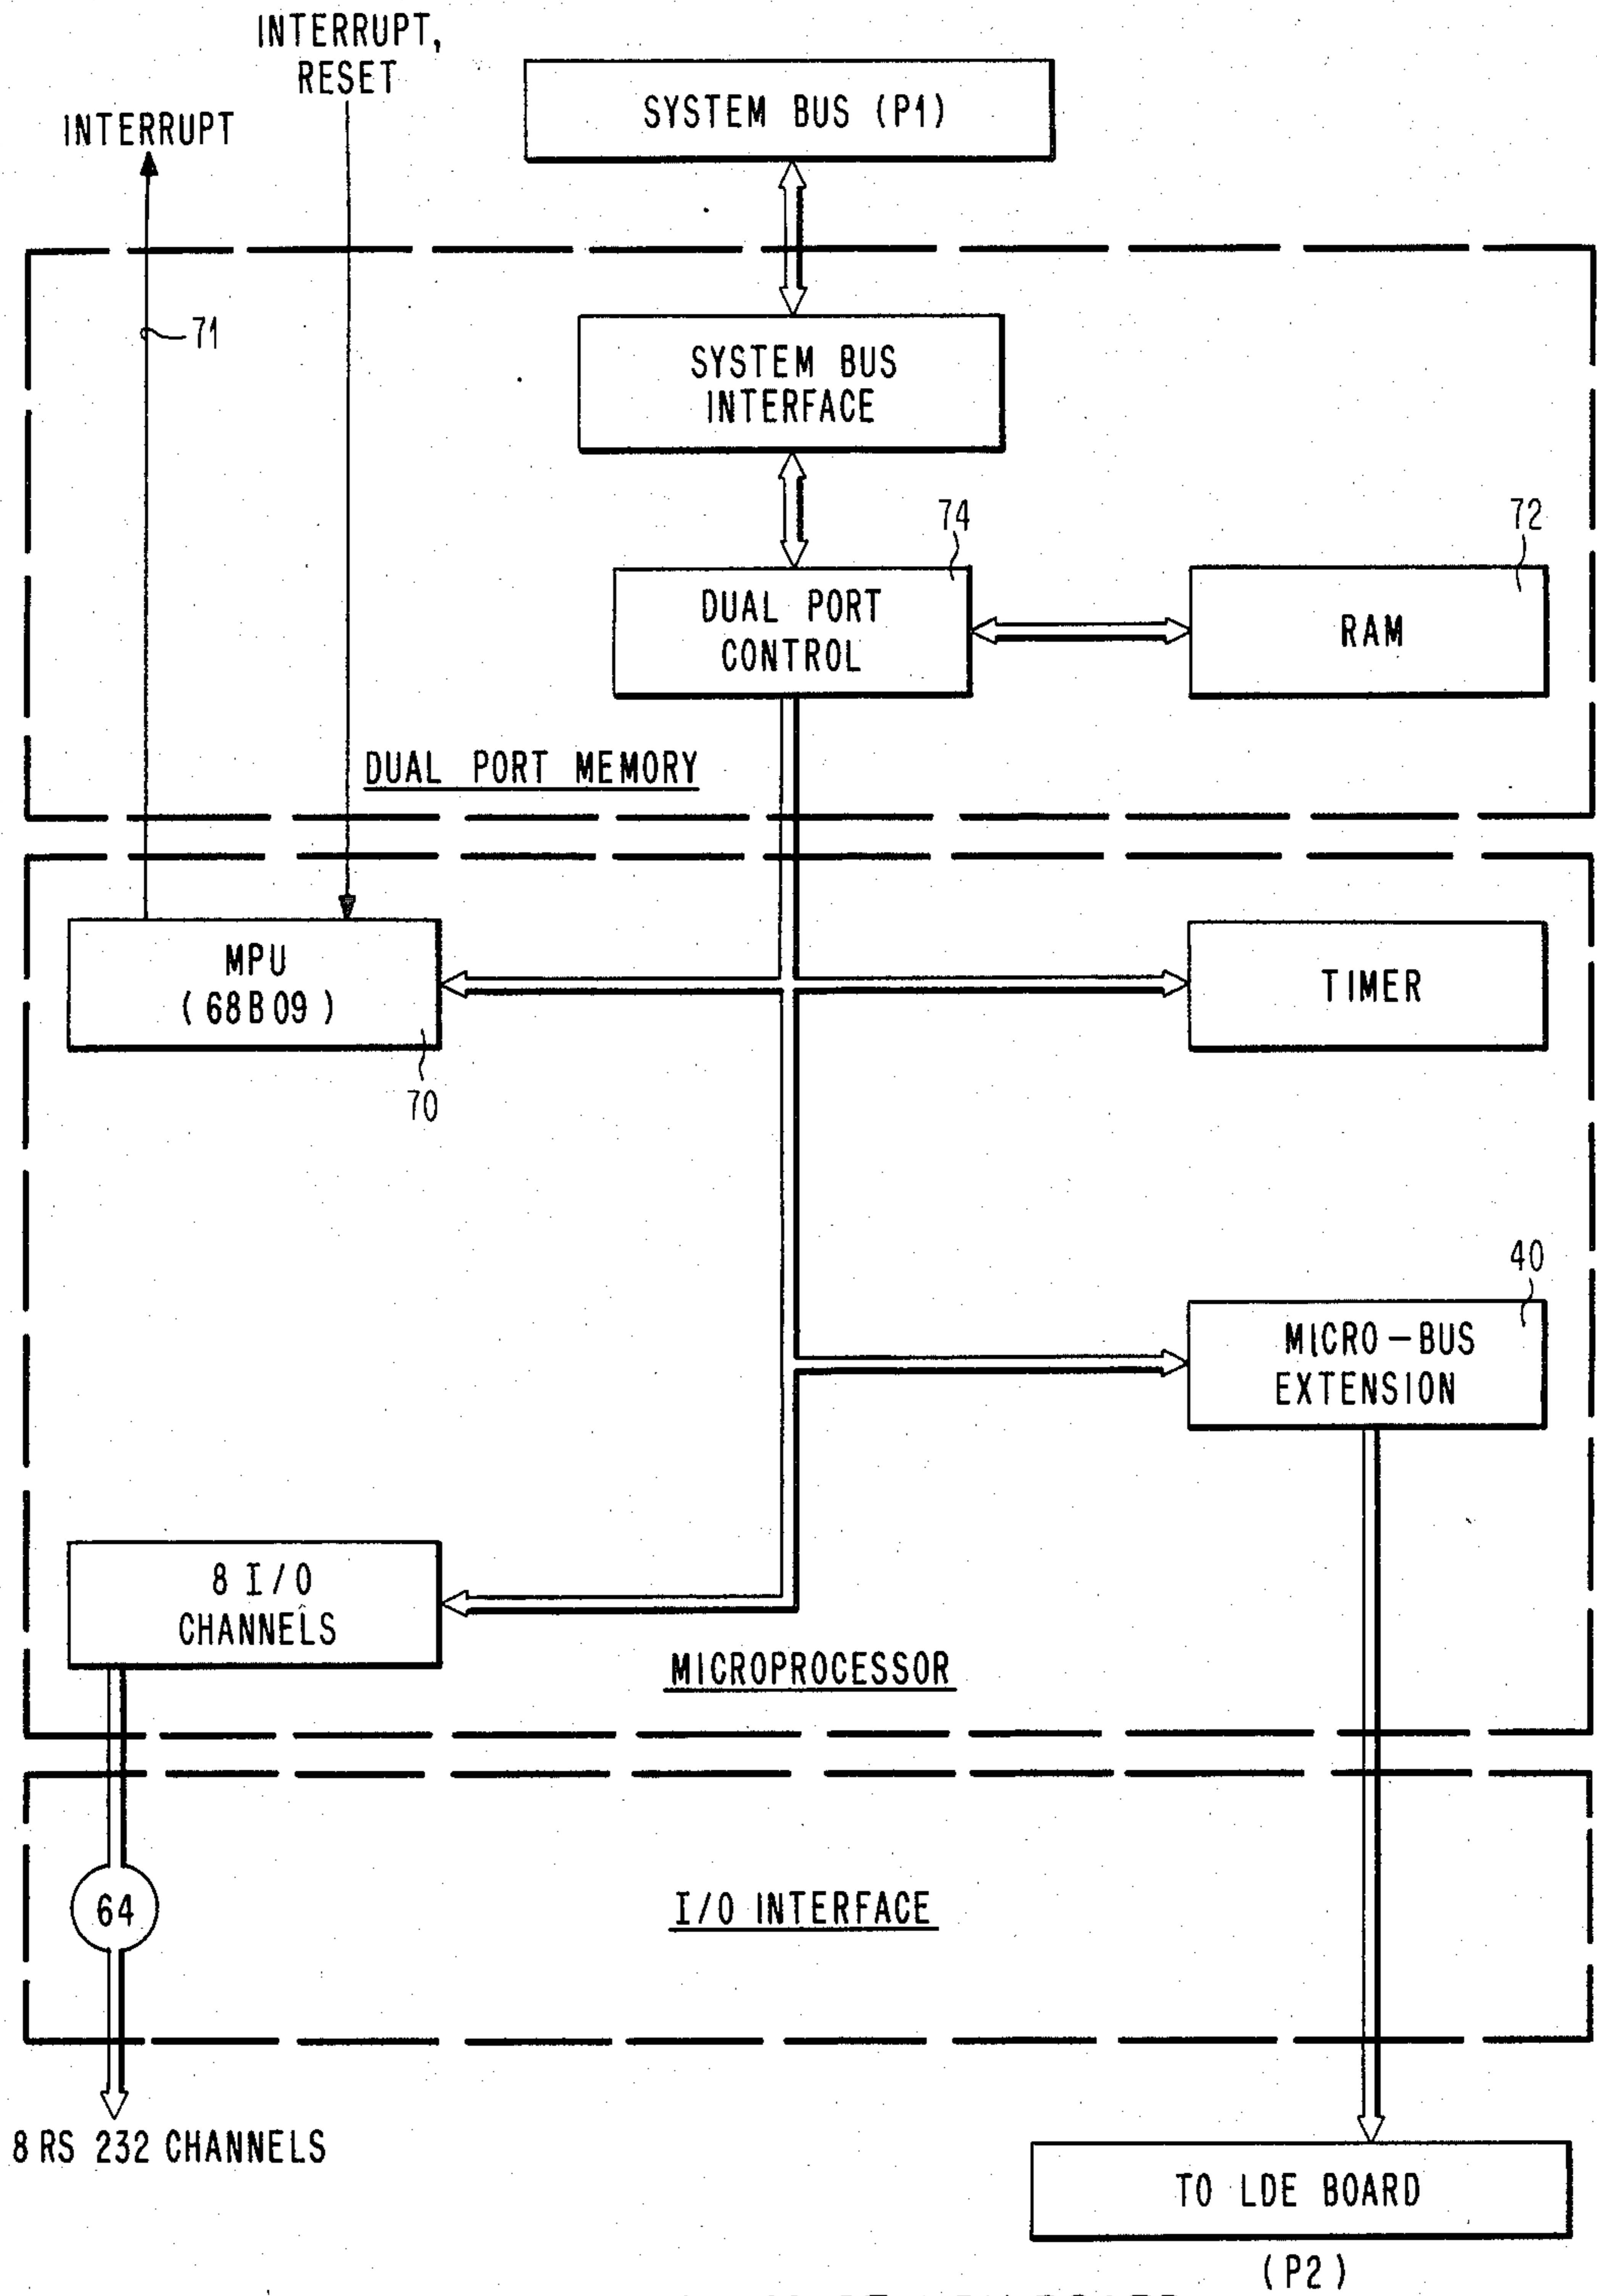 INTERRUPT,
RESET
INTERRUPT
SYSTEM BUS (P1)
71
SYSTEM BUS
INTERFACE
74
72
DUAL PORT
CONTROL
RAM
DUAL PORT MEMORY
MPU
(68B09)
TIMER
70
40
MICRO-BUS
EXTENSION
8 I/O
CHANNELS
MICROPROCESSOR
64
I/O INTERFACE
8 RS 232 CHANNELS
TO LDE BOARD
(P2)